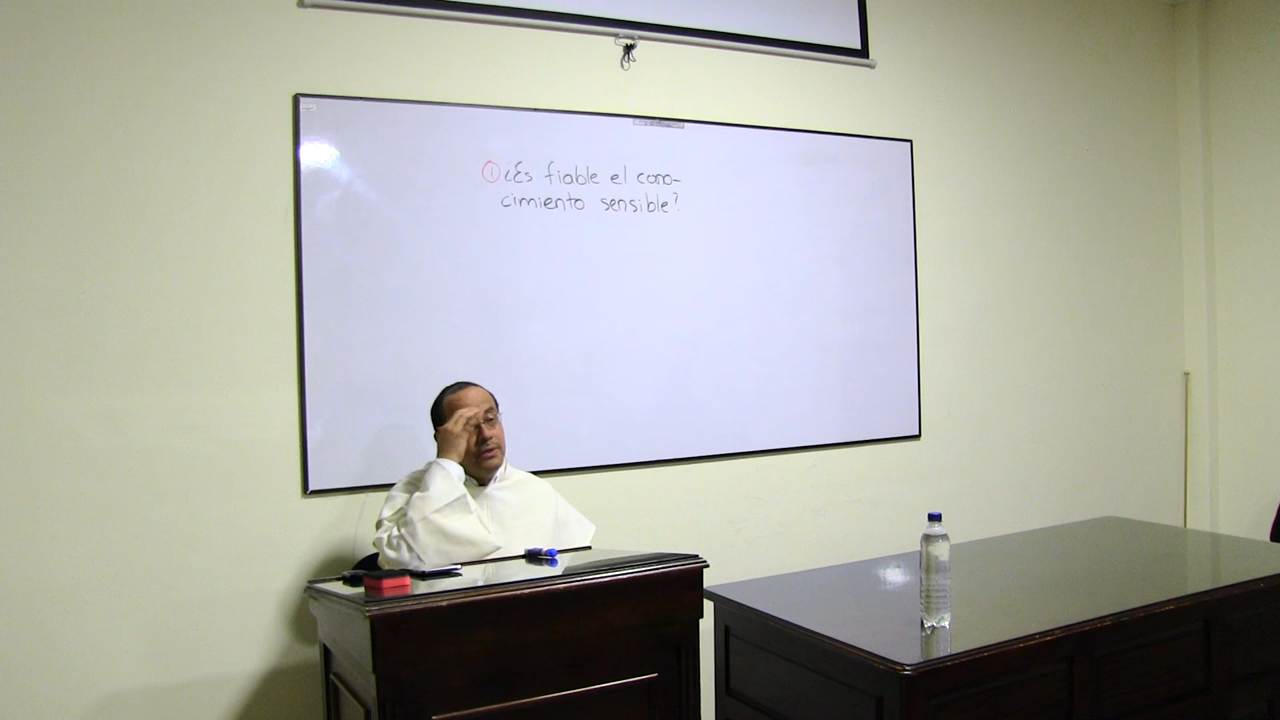 ① ¿Es fiable el cono-
cimiento sensible?